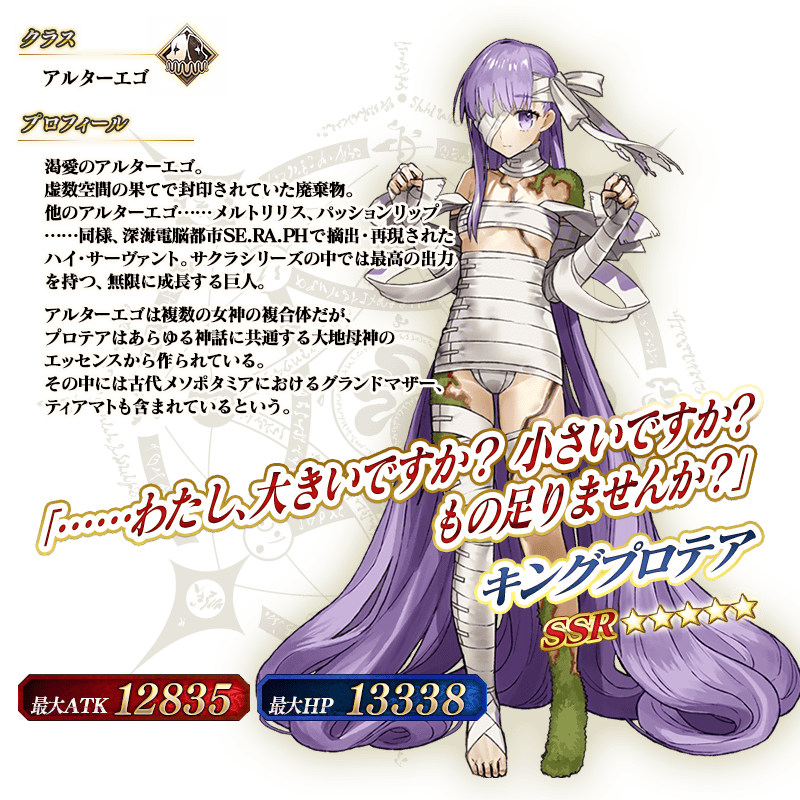 クラス
アルターエゴ
プロフィール
渇愛のアルターエゴ。
虚数空間の果てで封印されていた廃棄物。
他のアルターエゴ……メルトリリス、パッションリップ
……同様、深海電脳都市SE.RA.PHで摘出・再現された
ハイ・サーヴァント。サクラシリーズの中では最高の出力
を持つ、無限に成長する巨人。
アルターエゴは複数の女神の複合体だが、
プロテアはあらゆる神話に共通する大地母神の
エッセンスから作られている。
その中には古代メソポタミアにおけるグランドマザー、
ティアマトも含まれているという。
「……わたし、大きいですか? 小さいですか?
もの足りませんか?」
キングプロテア
SSR
最大ATK 12835
最大HP 13338